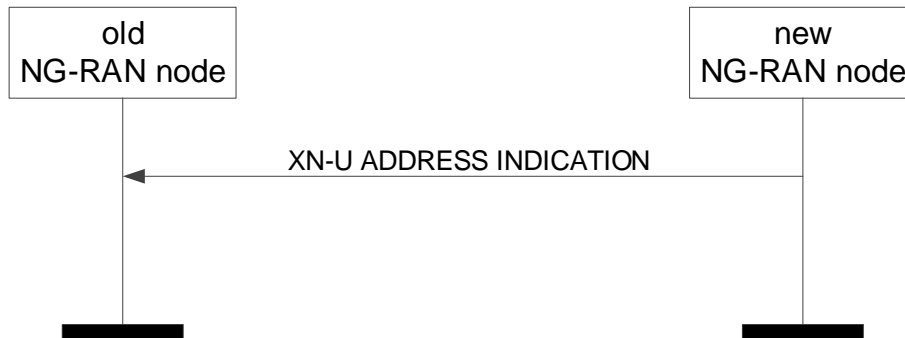 old
NG-RAN node
new
NG-RAN node
XN-U ADDRESS INDICATION